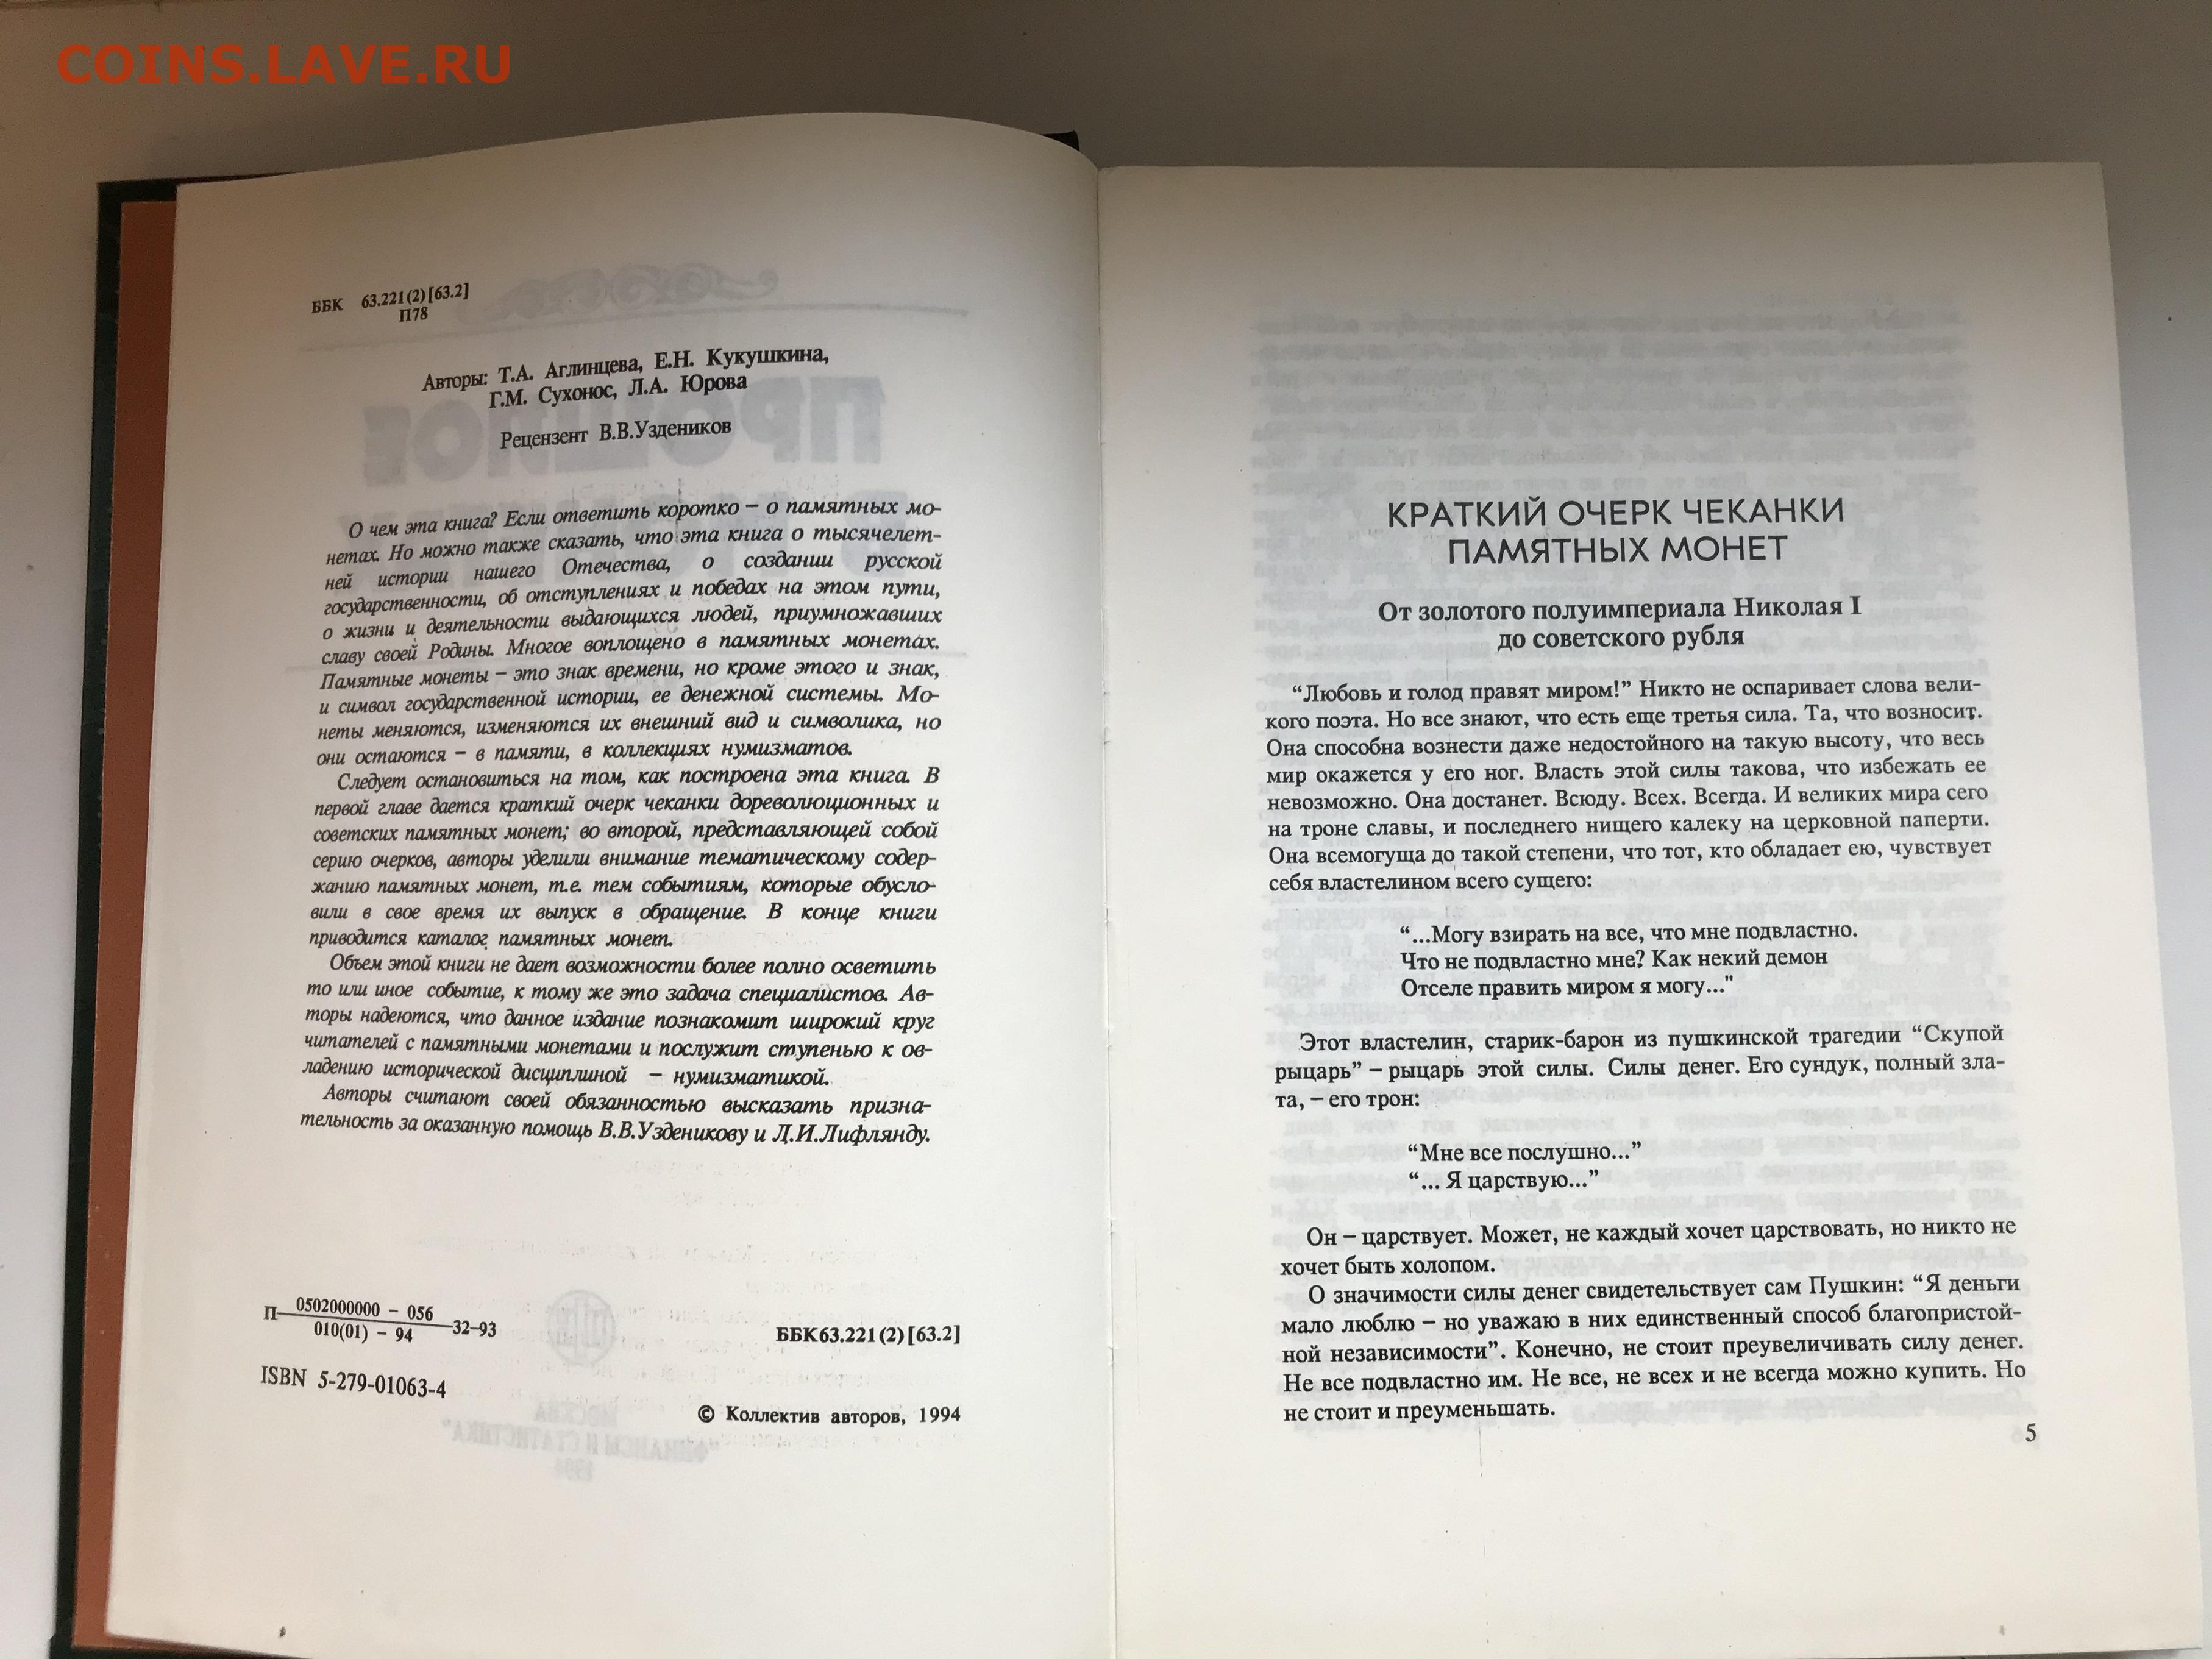 COINS.LAVE.RU
ББК 63.221(2)[63.2]
П78
Авторы: Т.А. Аглинцева, Е.Н. Кукушкина,
Г.М. Сухонос, Л.А. Юрова
Рецензент В.В.Уздеников
О чем эта книга? Если ответить коротко – о памятных мо-
нетах. Но можно также сказать, что эта книга о тысячелет-
ней истории нашего Отечества, о создании русской
государственности, об отступлениях и победах на этом пути,
о жизни и деятельности выдающихся людей, приумножавших
славу своей Родины. Многое воплощено в памятных монетах.
Памятные монеты – это знак времени, но кроме этого и знак,
и символ государственной истории, ее денежной системы. Мо-
неты меняются, изменяются их внешний вид и символика, но
они остаются – в памяти, в коллекциях нумизматов.
Следует остановиться на том, как построена эта книга. В
первой главе дается краткий очерк чеканки дореволюционных и
советских памятных монет; во второй, представляющей собой
серию очерков, авторы уделили внимание тематическому содер-
жанию памятных монет, т.е. тем событиям, которые обусло-
вили в свое время их выпуск в обращение. В конце книги
приводится каталог памятных монет.
Объем этой книги не дает возможности более полно осветить
то или иное событие, к тому же это задача специалистов. Ав-
торы надеются, что данное издание познакомит широкий круг
читателей с памятными монетами и послужит ступенью к ов-
ладению исторической дисциплиной – нумизматикой.
Авторы считают своей обязанностью высказать призна-
тельность за оказанную помощь В.В.Узденикову и Д.И.Лифлянду.
П 0502000000 – 056
010(01) – 94 32–93
ББК63.221(2)[63.2]
ISBN 5-279-01063-4
© Коллектив авторов, 1994
КРАТКИЙ ОЧЕРК ЧЕКАНКИ
ПАМЯТНЫХ МОНЕТ
От золотого полуимпериала Николая I
до советского рубля
“Любовь и голод правят миром!” Никто не оспаривает слова вели-
кого поэта. Но все знают, что есть еще третья сила. Та, что возносит.
Она способна вознести даже недостойного на такую высоту, что весь
мир окажется у его ног. Власть этой силы такова, что избежать ее
невозможно. Она достанет. Всюду. Всех. Всегда. И великих мира сего
на троне славы, и последнего нищего калеку на церковной паперти.
Она всемогуща до такой степени, что тот, кто обладает ею, чувствует
себя властелином всего сущего:
“...Могу взирать на все, что мне подвластно.
Что не подвластно мне? Как некий демон
Отселе править миром я могу..."
Этот властелин, старик-барон из пушкинской трагедии “Скупой
рыцарь” – рыцарь этой силы. Силы денег. Его сундук, полный зла-
та, – его трон:
“Мне все послушно...”
“... Я царствую...”
Он – царствует. Может, не каждый хочет царствовать, но никто не
хочет быть холопом.
О значимости силы денег свидетельствует сам Пушкин: “Я деньги
мало люблю – но уважаю в них единственный способ благопристой-
ной независимости”. Конечно, не стоит преувеличивать силу денег.
Не все подвластно им. Не все, не всех и не всегда можно купить. Но
не стоит и преуменьшать.
5